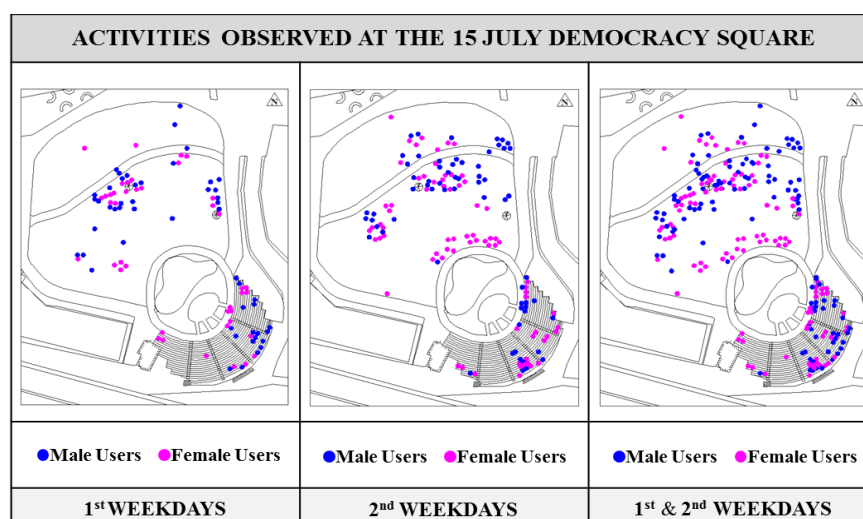 ACTIVITIES OBSERVED AT THE 15 JULY DEMOCRACY SQUARE
N
N
N
Male Users Female Users
Male Users Female Users
Male Users Female Users
1st WEEKDAYS
2nd WEEKDAYS
1st & 2nd WEEKDAYS